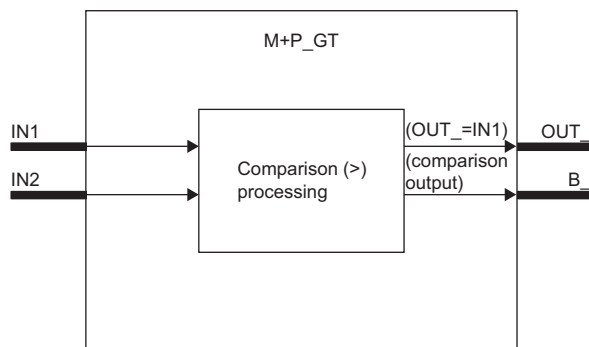 M+P_GT
IN1
(OUT_=IN1)
OUT_
IN2
Comparison (>)
processing
(comparison
output)
B_